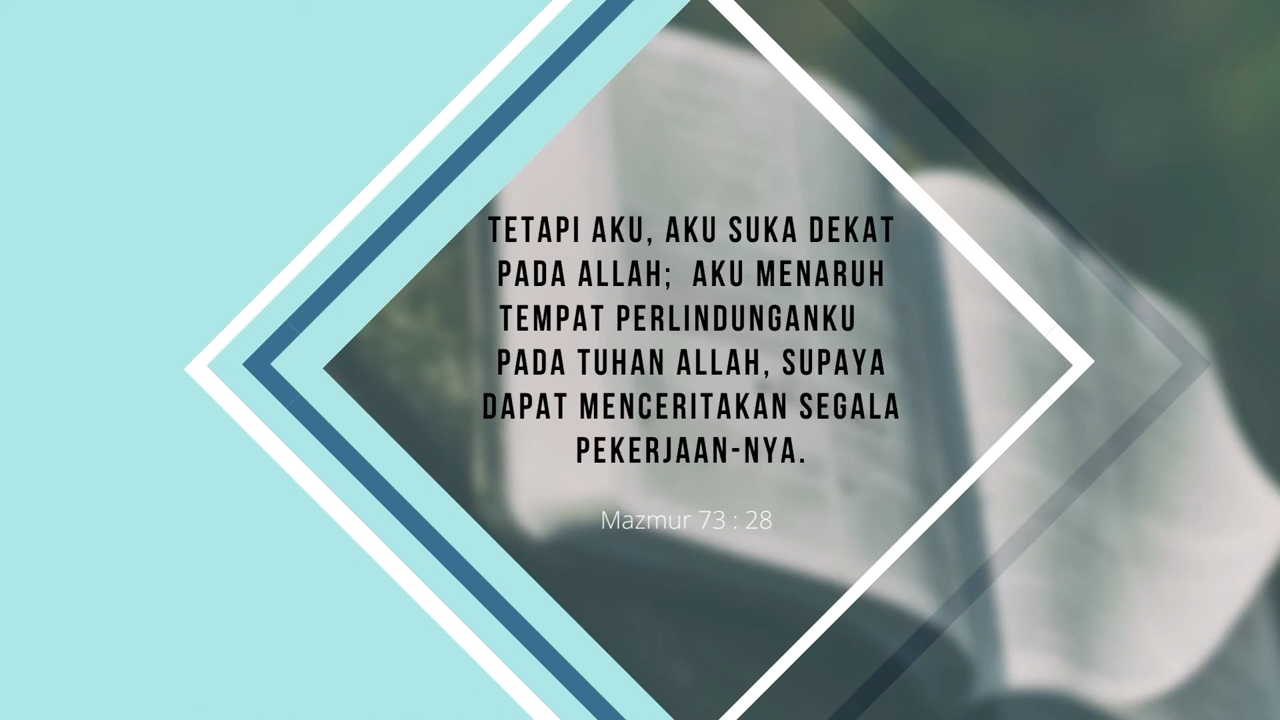 TETAPI AKU, AKU SUKA DEKAT
PADA ALLAH; AKU MENARUH
TEMPAT PERLINDUNGANKU
PADA TUHAN ALLAH, SUPAYA
DAPAT MENCERITAKAN SEGALA
PEKERJAAN-NYA.
Mazmur 73 : 28